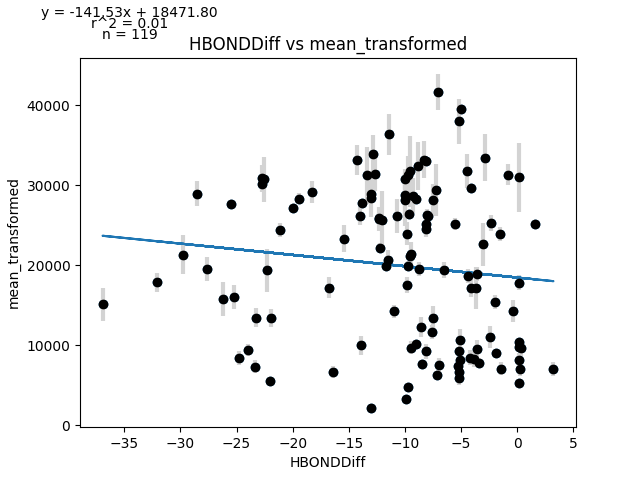 y = -141.53x + 18471.80
r^2 = 0.01
n = 119
HBONDDiff vs mean_transformed
mean_transformed
40000
30000
20000
10000
0
−35 −30 −25 −20 −15 −10 −5 0 5
HBONDDiff